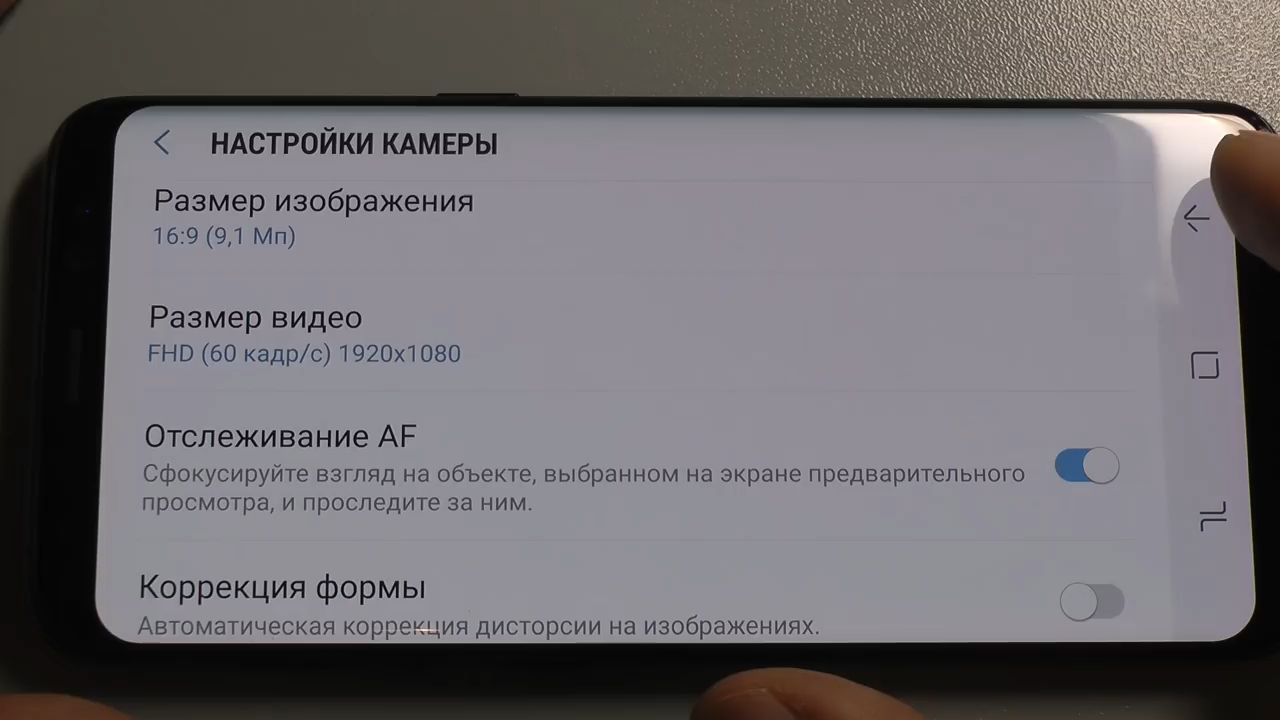 НАСТРОЙКИ КАМЕРЫ
Размер изображения
16:9 (9,1 Мп)
Размер видео
FHD (60 кадр/с) 1920x1080
Отслеживание AF
Сфокусируйте взгляд на объекте, выбранном на экране предварительного
просмотра, и проследите за ним.
Коррекция формы
Автоматическая коррекция дисторсии на изображениях.